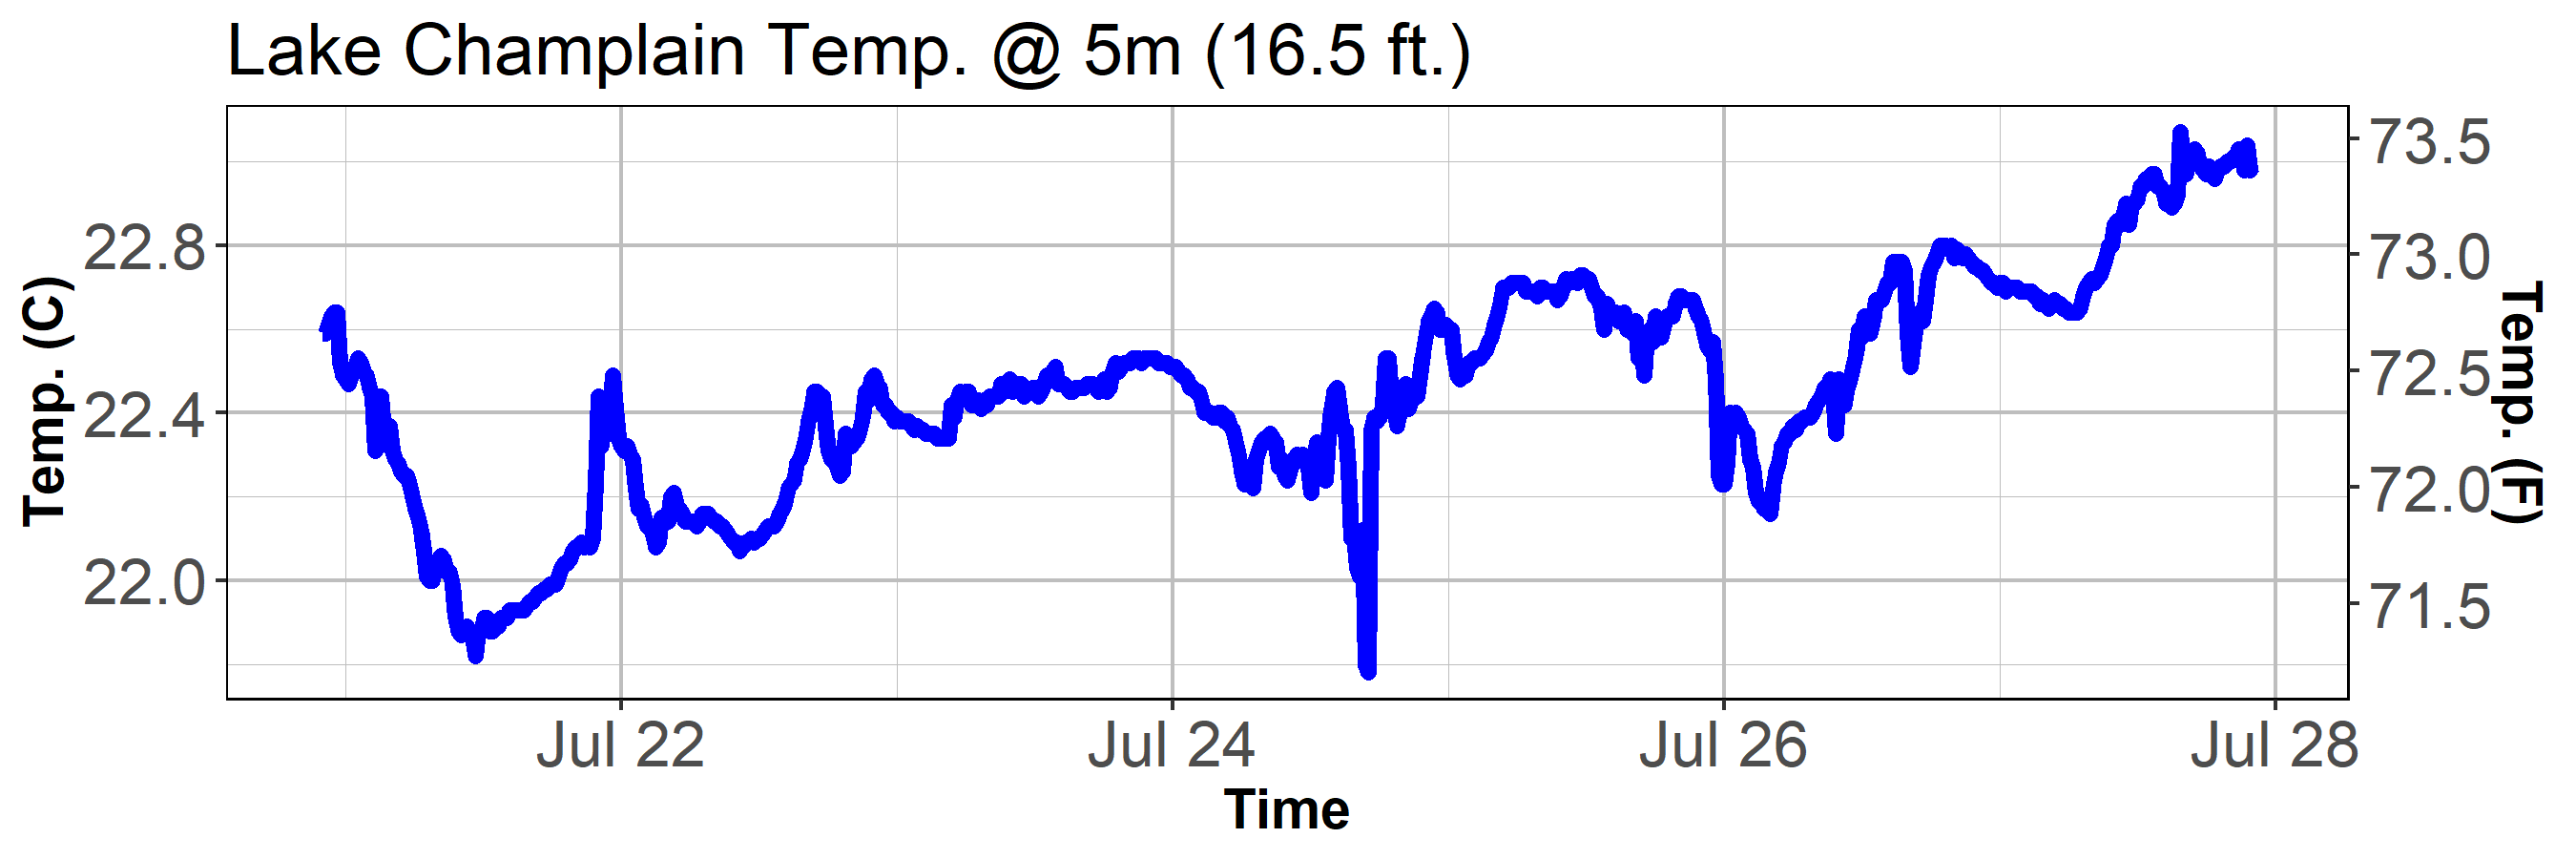 Lake Champlain Temp. @ 5m (16.5 ft.)
Temp. (C)
22.8
22.4
22.0
73.5
73.0
72.5
72.0
71.5
Temp. (F)
Jul 22 Jul 24 Jul 26 Jul 28
Time